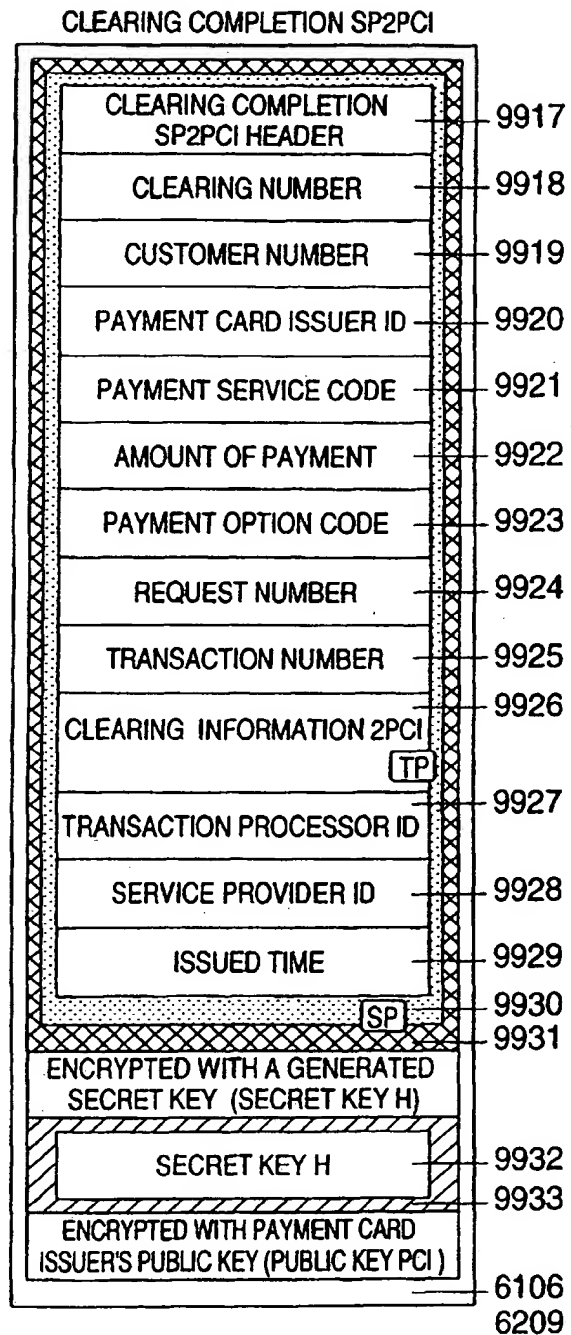 CLEARING COMPLETION SP2PCI
CLEARING COMPLETION
SP2PCI HEADER
9917
CLEARING NUMBER
9918
CUSTOMER NUMBER
9919
PAYMENT CARD ISSUER ID
9920
PAYMENT SERVICE CODE
9921
AMOUNT OF PAYMENT
9922
PAYMENT OPTION CODE
9923
REQUEST NUMBER
9924
TRANSACTION NUMBER
9925
9926
CLEARING INFORMATION 2PCI
TP
9927
TRANSACTION PROCESSOR ID
SERVICE PROVIDER ID
9928
ISSUED TIME
9929
SP
9930
9931
ENCRYPTED WITH A GENERATED
SECRET KEY (SECRET KEY H)
SECRET KEY H
9932
9933
ENCRYPTED WITH PAYMENT CARD
ISSUER'S PUBLIC KEY (PUBLIC KEY PCI )
6106
6209